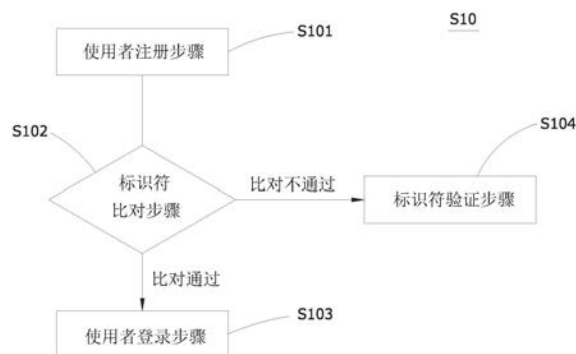 S10
使用者注册步骤
S101
S102
标识符
比对步骤
比对不通过
标识符验证步骤
S104
比对通过
使用者登录步骤
S103